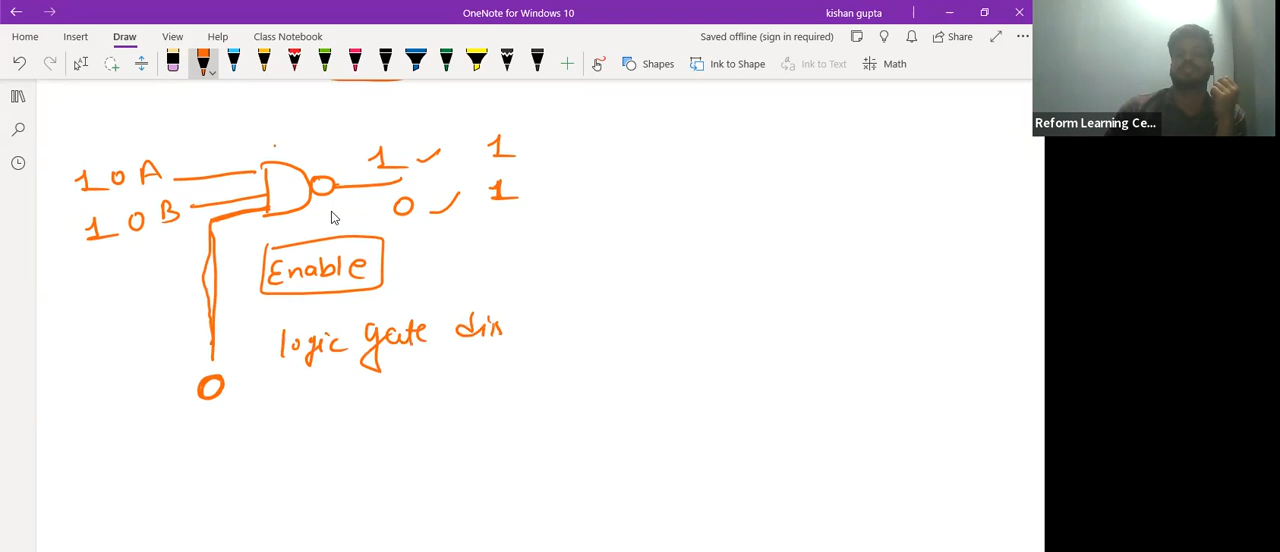 OneNote for Windows 10
kishan gupta
Home Insert Draw View Help Class Notebook
Saved offline (sign in required)
Share
Shapes Ink to Shape Ink to Text Math
Reform Learning Ce...
1 0 A 1 1
1 0 B 0 1
Enable
logic gate dis
0